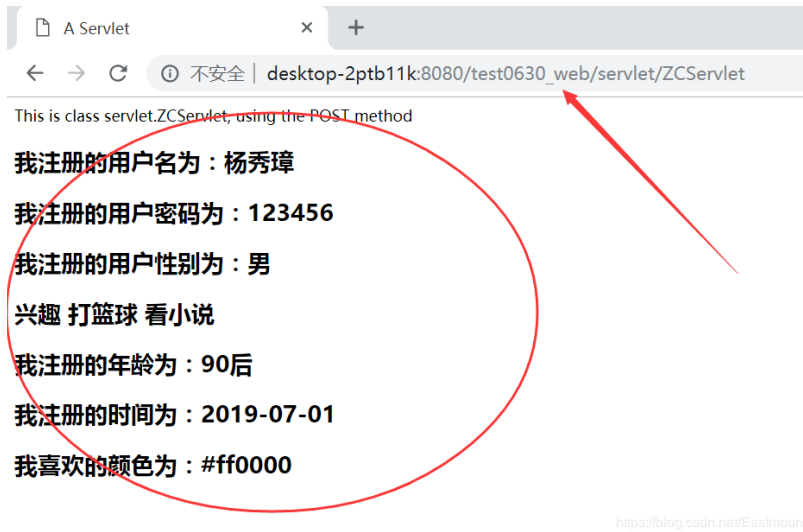 A Servlet
不安全 | desktop-2ptb11k:8080/test0630_web/servlet/ZCServlet
This is class servlet.ZCServlet, using the POST method
我注册的用户名为：杨秀璋
我注册的用户密码为：123456
我注册的用户性别为：男
兴趣 打篮球 看小说
我注册的年龄为：90后
我注册的时间为：2019-07-01
我喜欢的颜色为：#ff0000
https://blog.csdn.net/Eastmount